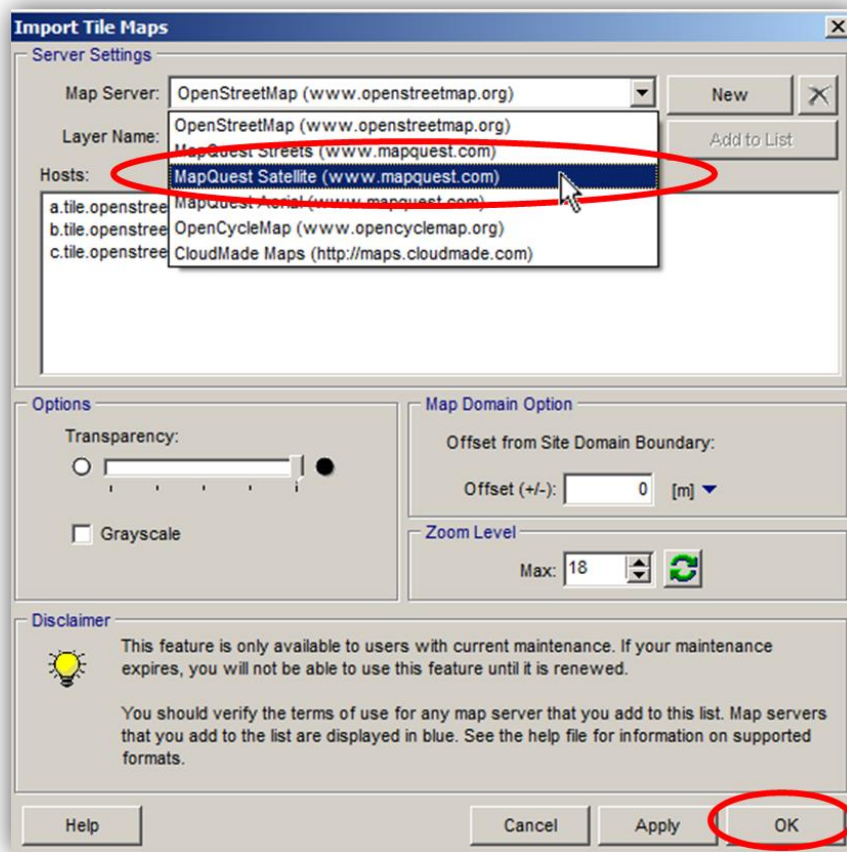 Import Tile Maps
Server Settings
Map Server: OpenStreetMap (www.openstreetmap.org) New
Layer Name: Add to List
OpenStreetMap (www.openstreetmap.org)
MapQuest Streets (www.mapquest.com)
Hosts:
MapQuest Satellite (www.mapquest.com)
a.tile.openstree
MapQuest Aerial (www.mapquest.com)
b.tile.openstree
OpenCycleMap (www.opencyclemap.org)
c.tile.openstree
CloudMade Maps (http://maps.cloudmade.com)
Options
Transparency:
Grayscale
Map Domain Option
Offset from Site Domain Boundary:
Offset (+/-): 0 [m]
Zoom Level
Max: 18
Disclaimer
This feature is only available to users with current maintenance. If your maintenance
expires, you will not be able to use this feature until it is renewed.
You should verify the terms of use for any map server that you add to this list. Map servers
that you add to the list are displayed in blue. See the help file for information on supported
formats.
Help Cancel Apply OK